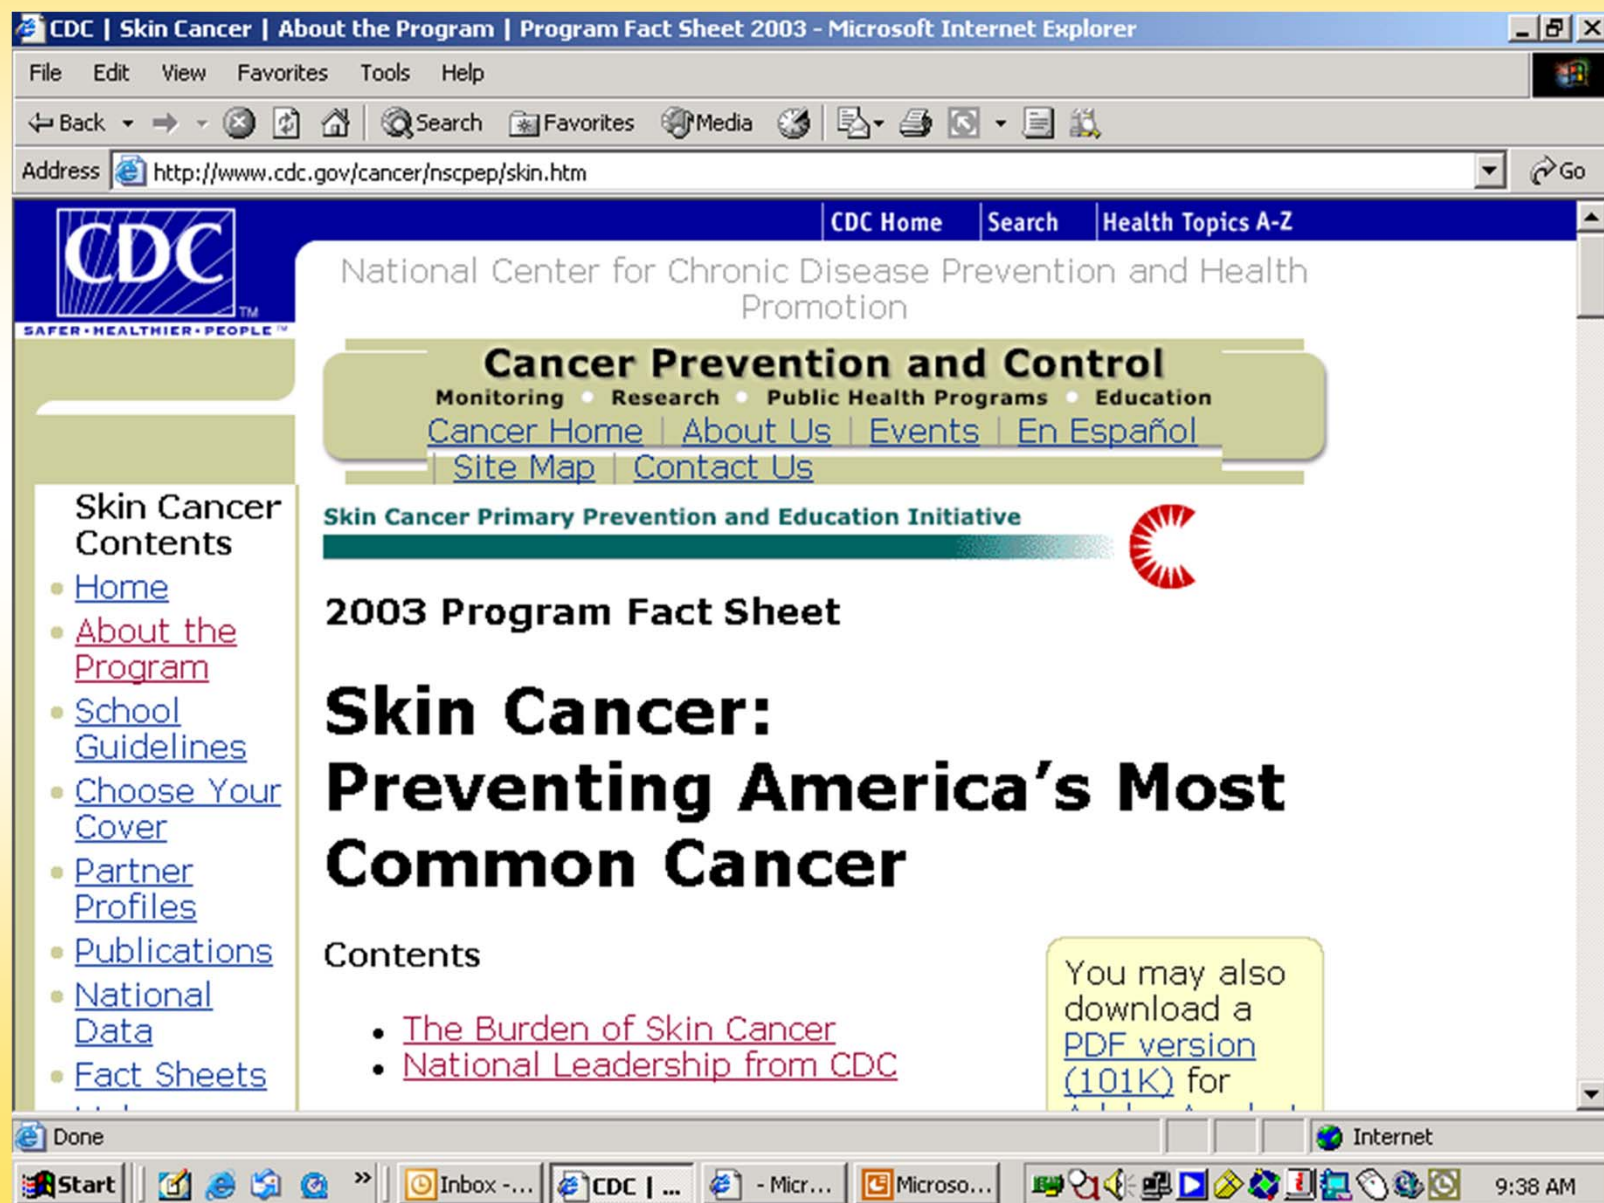 CDC | Skin Cancer | About the Program | Program Fact Sheet 2003 - Microsoft Internet Explorer
File Edit View Favorites Tools Help
Back Search Favorites Media
Address http://www.cdc.gov/cancer/nscpep/skin.htm Go
CDC Home Search Health Topics A-Z
CDC TM
SAFER•HEALTHIER•PEOPLE™
National Center for Chronic Disease Prevention and Health
Promotion
Cancer Prevention and Control
Monitoring • Research • Public Health Programs • Education
Cancer Home | About Us | Events | En Español
| Site Map | Contact Us
Skin Cancer
Contents
• Home
• About the
Program
• School
Guidelines
• Choose Your
Cover
• Partner
Profiles
• Publications
• National
Data
• Fact Sheets
Skin Cancer Primary Prevention and Education Initiative
2003 Program Fact Sheet
Skin Cancer:
Preventing America's Most
Common Cancer
Contents
• The Burden of Skin Cancer
• National Leadership from CDC
You may also
download a
PDF version
(101K) for
Done Internet
Start » Inbox -... CDC | ... - Micr... Microso... 9:38 AM